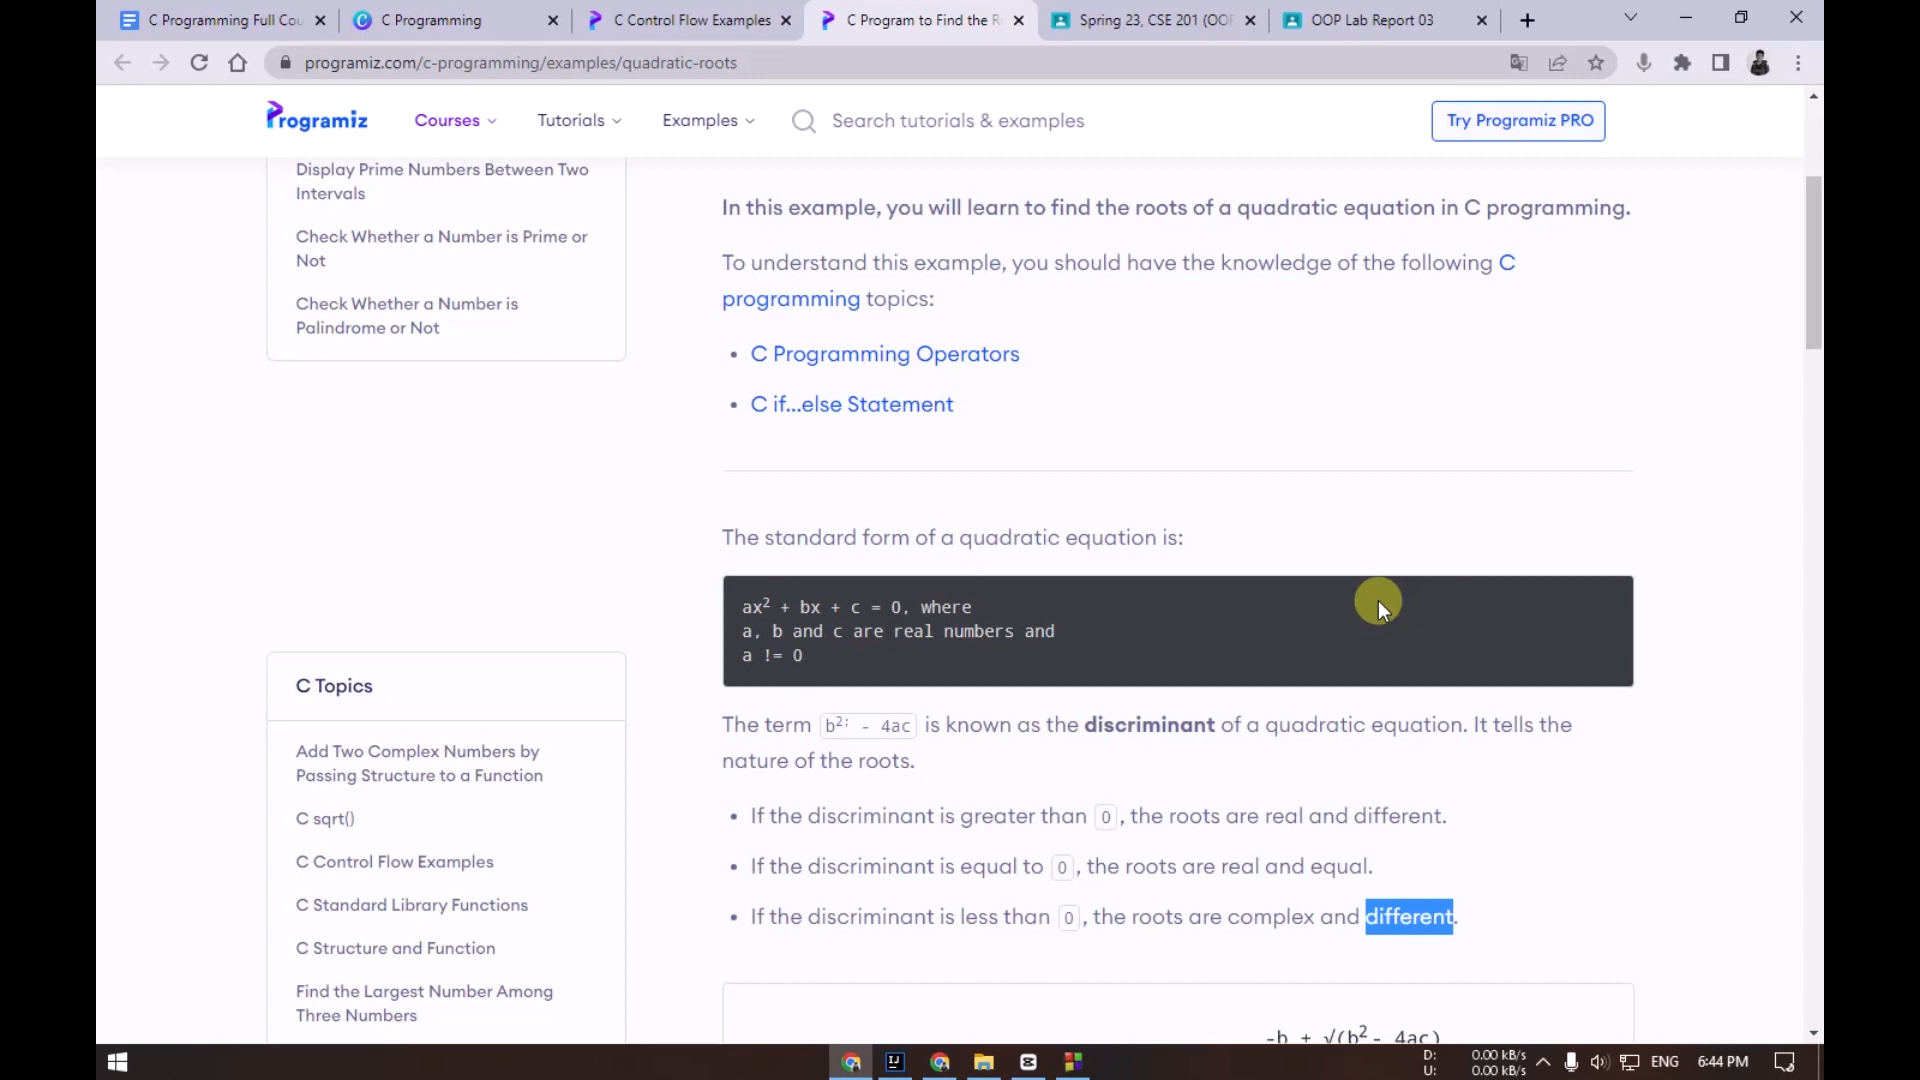 C Programming Full Cou
C Programming
C Control Flow Examples
C Program to Find the R
Spring 23, CSE 201 (OOP
OOP Lab Report 03
programiz.com/c-programming/examples/quadratic-roots
Programiz
Courses
Tutorials
Examples
Search tutorials & examples
Try Programiz PRO
Display Prime Numbers Between Two
Intervals
Check Whether a Number is Prime or
Not
Check Whether a Number is
Palindrome or Not
In this example, you will learn to find the roots of a quadratic equation in C programming.
To understand this example, you should have the knowledge of the following C
programming topics:
• C Programming Operators
• C if...else Statement
The standard form of a quadratic equation is:
ax² + bx + c = 0, where
a, b and c are real numbers and
a != 0
The term b²; - 4ac is known as the discriminant of a quadratic equation. It tells the
nature of the roots.
• If the discriminant is greater than 0, the roots are real and different.
• If the discriminant is equal to 0, the roots are real and equal.
• If the discriminant is less than 0, the roots are complex and different.
-b + √(b² - 4ac)
C Topics
Add Two Complex Numbers by
Passing Structure to a Function
C sqrt()
C Control Flow Examples
C Standard Library Functions
C Structure and Function
Find the Largest Number Among
Three Numbers
D: 0.00 kB/s
U: 0.00 kB/s
ENG
6:44 PM